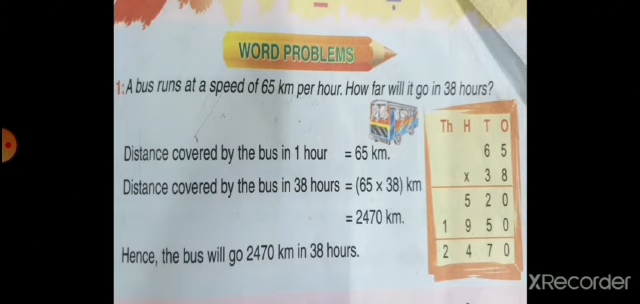 WORD PROBLEMS
1: A bus runs at a speed of 65 km per hour. How far will it go in 38 hours?
Distance covered by the bus in 1 hour = 65 km.
Distance covered by the bus in 38 hours = (65 x 38) km
= 2470 km.
Hence, the bus will go 2470 km in 38 hours.
Th H T O
6 5
x 3 8
5 2 0
1 9 5 0
2 4 7 0
XRecorder